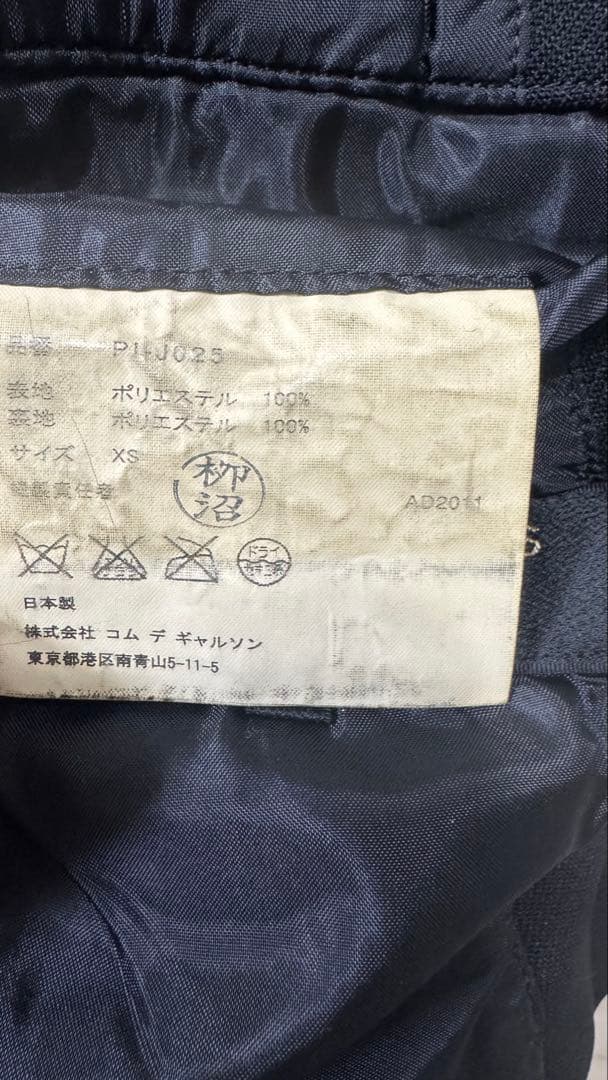 品番 PI-J025
表地 ポリエステル 100%
裏地 ポリエステル 100%
サイズ XS
縫製責任者 柳沼
AD2011
ドライ
日本製
株式会社 コム デ ギャルソン
東京都港区南青山5-11-5